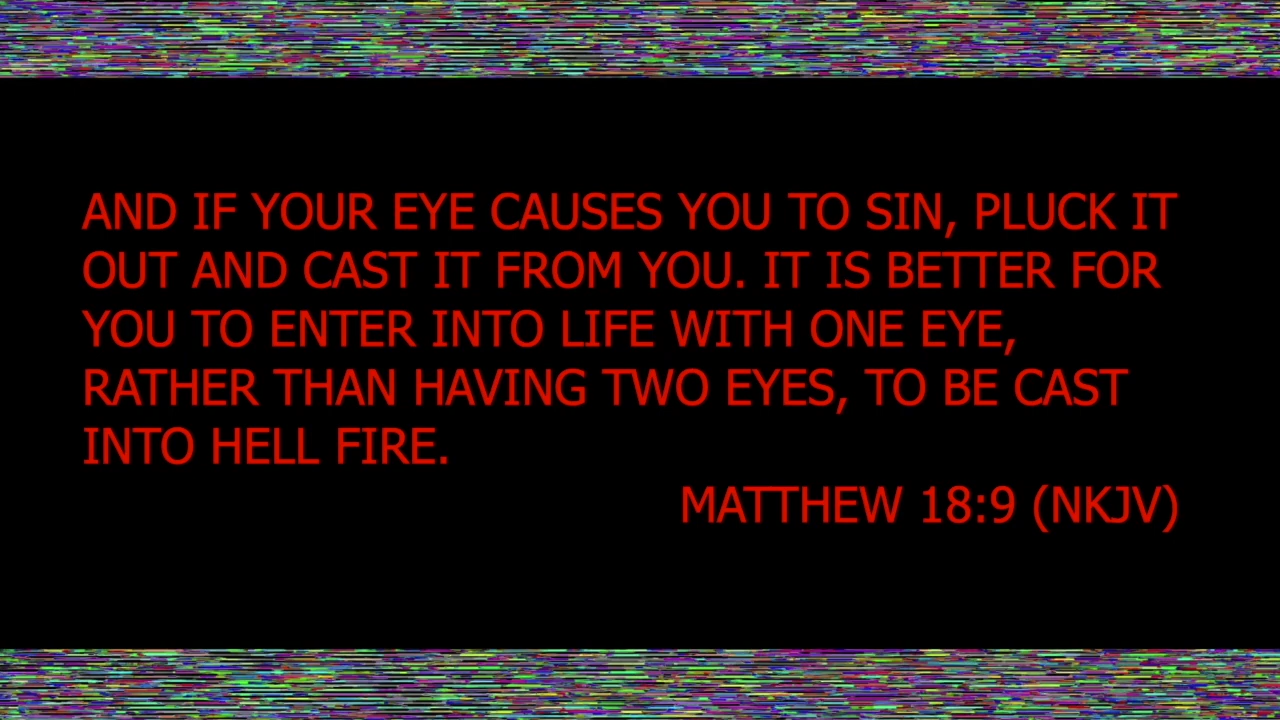 AND IF YOUR EYE CAUSES YOU TO SIN, PLUCK IT
OUT AND CAST IT FROM YOU. IT IS BETTER FOR
YOU TO ENTER INTO LIFE WITH ONE EYE,
RATHER THAN HAVING TWO EYES, TO BE CAST
INTO HELL FIRE.
MATTHEW 18:9 (NKJV)